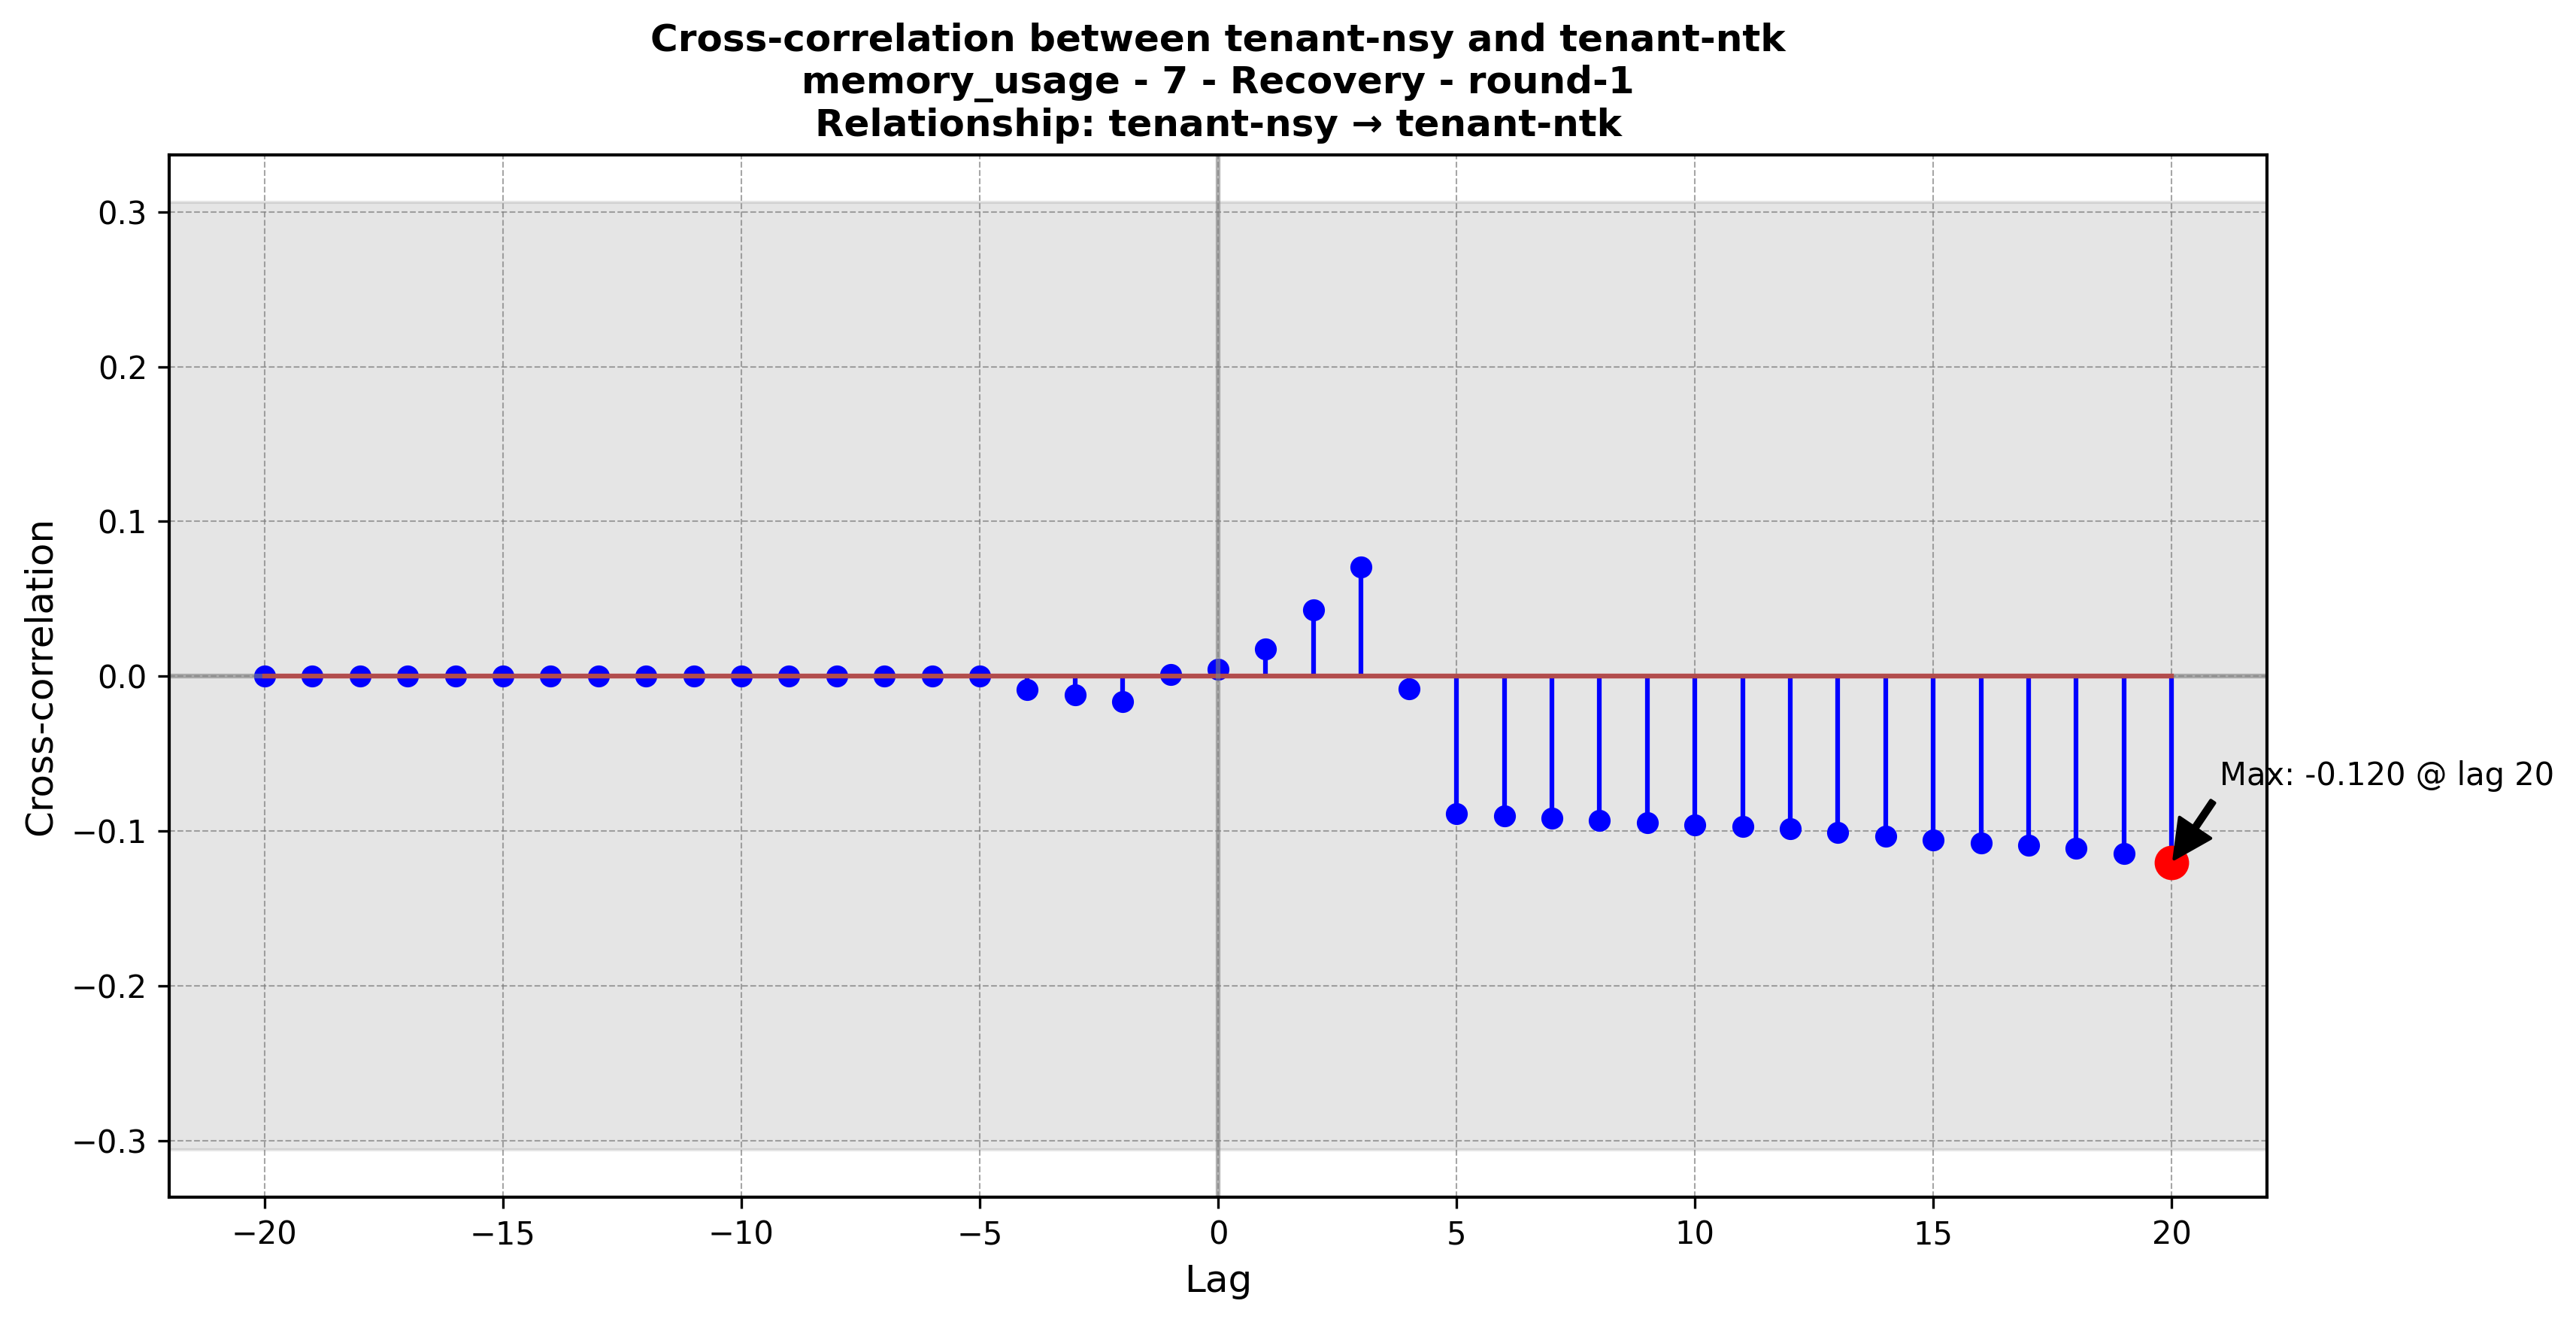 Cross-correlation between tenant-nsy and tenant-ntk
memory_usage - 7 - Recovery - round-1
Relationship: tenant-nsy → tenant-ntk
Cross-correlation
0.3
0.2
0.1
0.0
−0.1
−0.2
−0.3
Max: -0.120 @ lag 20
−20 −15 −10 −5 0 5 10 15 20
Lag